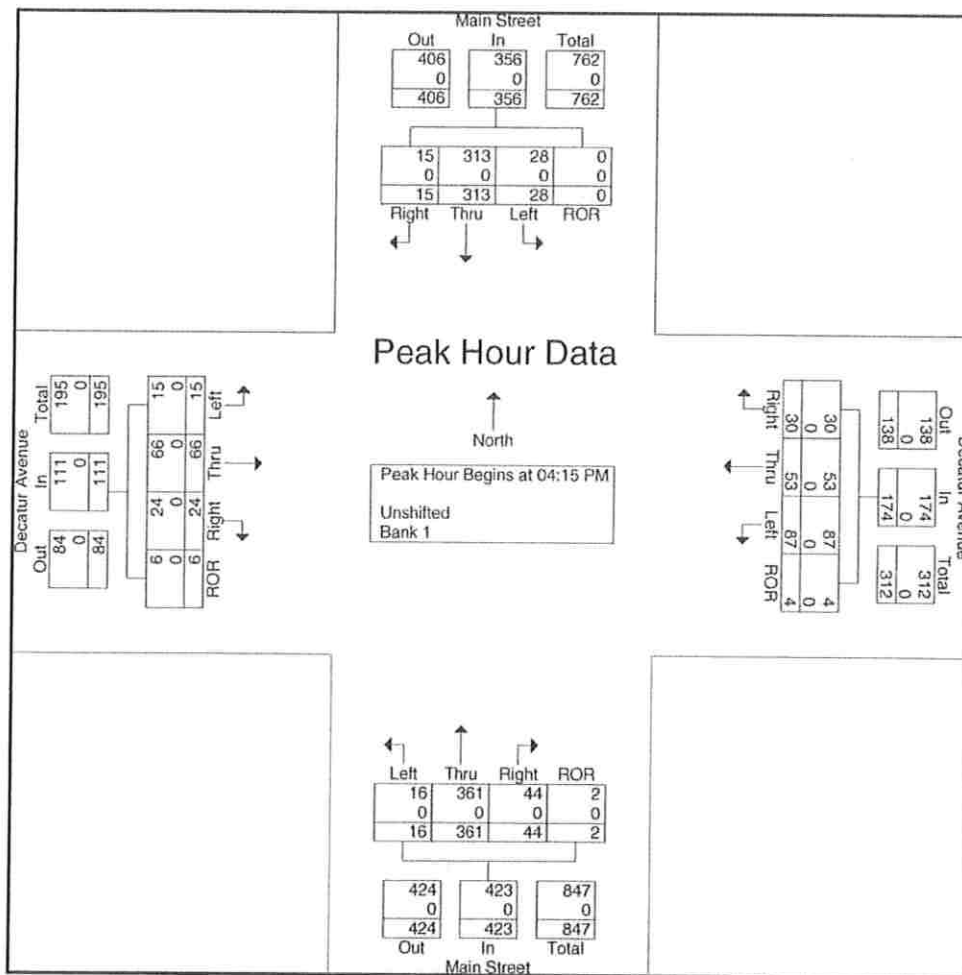 Main Street
Out In Total
406 356 762
0 0 0
406 356 762
15 313 28 0
0 0 0 0
15 313 28 0
Right Thru Left ROR
Peak Hour Data
North
Peak Hour Begins at 04:15 PM
Unshifted
Bank 1
Decatur Avenue
Out In Total
84 111 195
0 0 0
84 111 195
ROR Right Thru Left
6 24 66 15
0 0 0 0
6 24 66 15
Decatur Avenue
Out In Total
138 174 312
0 0 0
138 174 312
30 53 87 4
0 0 0 0
30 53 87 4
Right Thru Left ROR
Left Thru Right ROR
16 361 44 2
0 0 0 0
16 361 44 2
424 423 847
0 0 0
424 423 847
Out In Total
Main Street